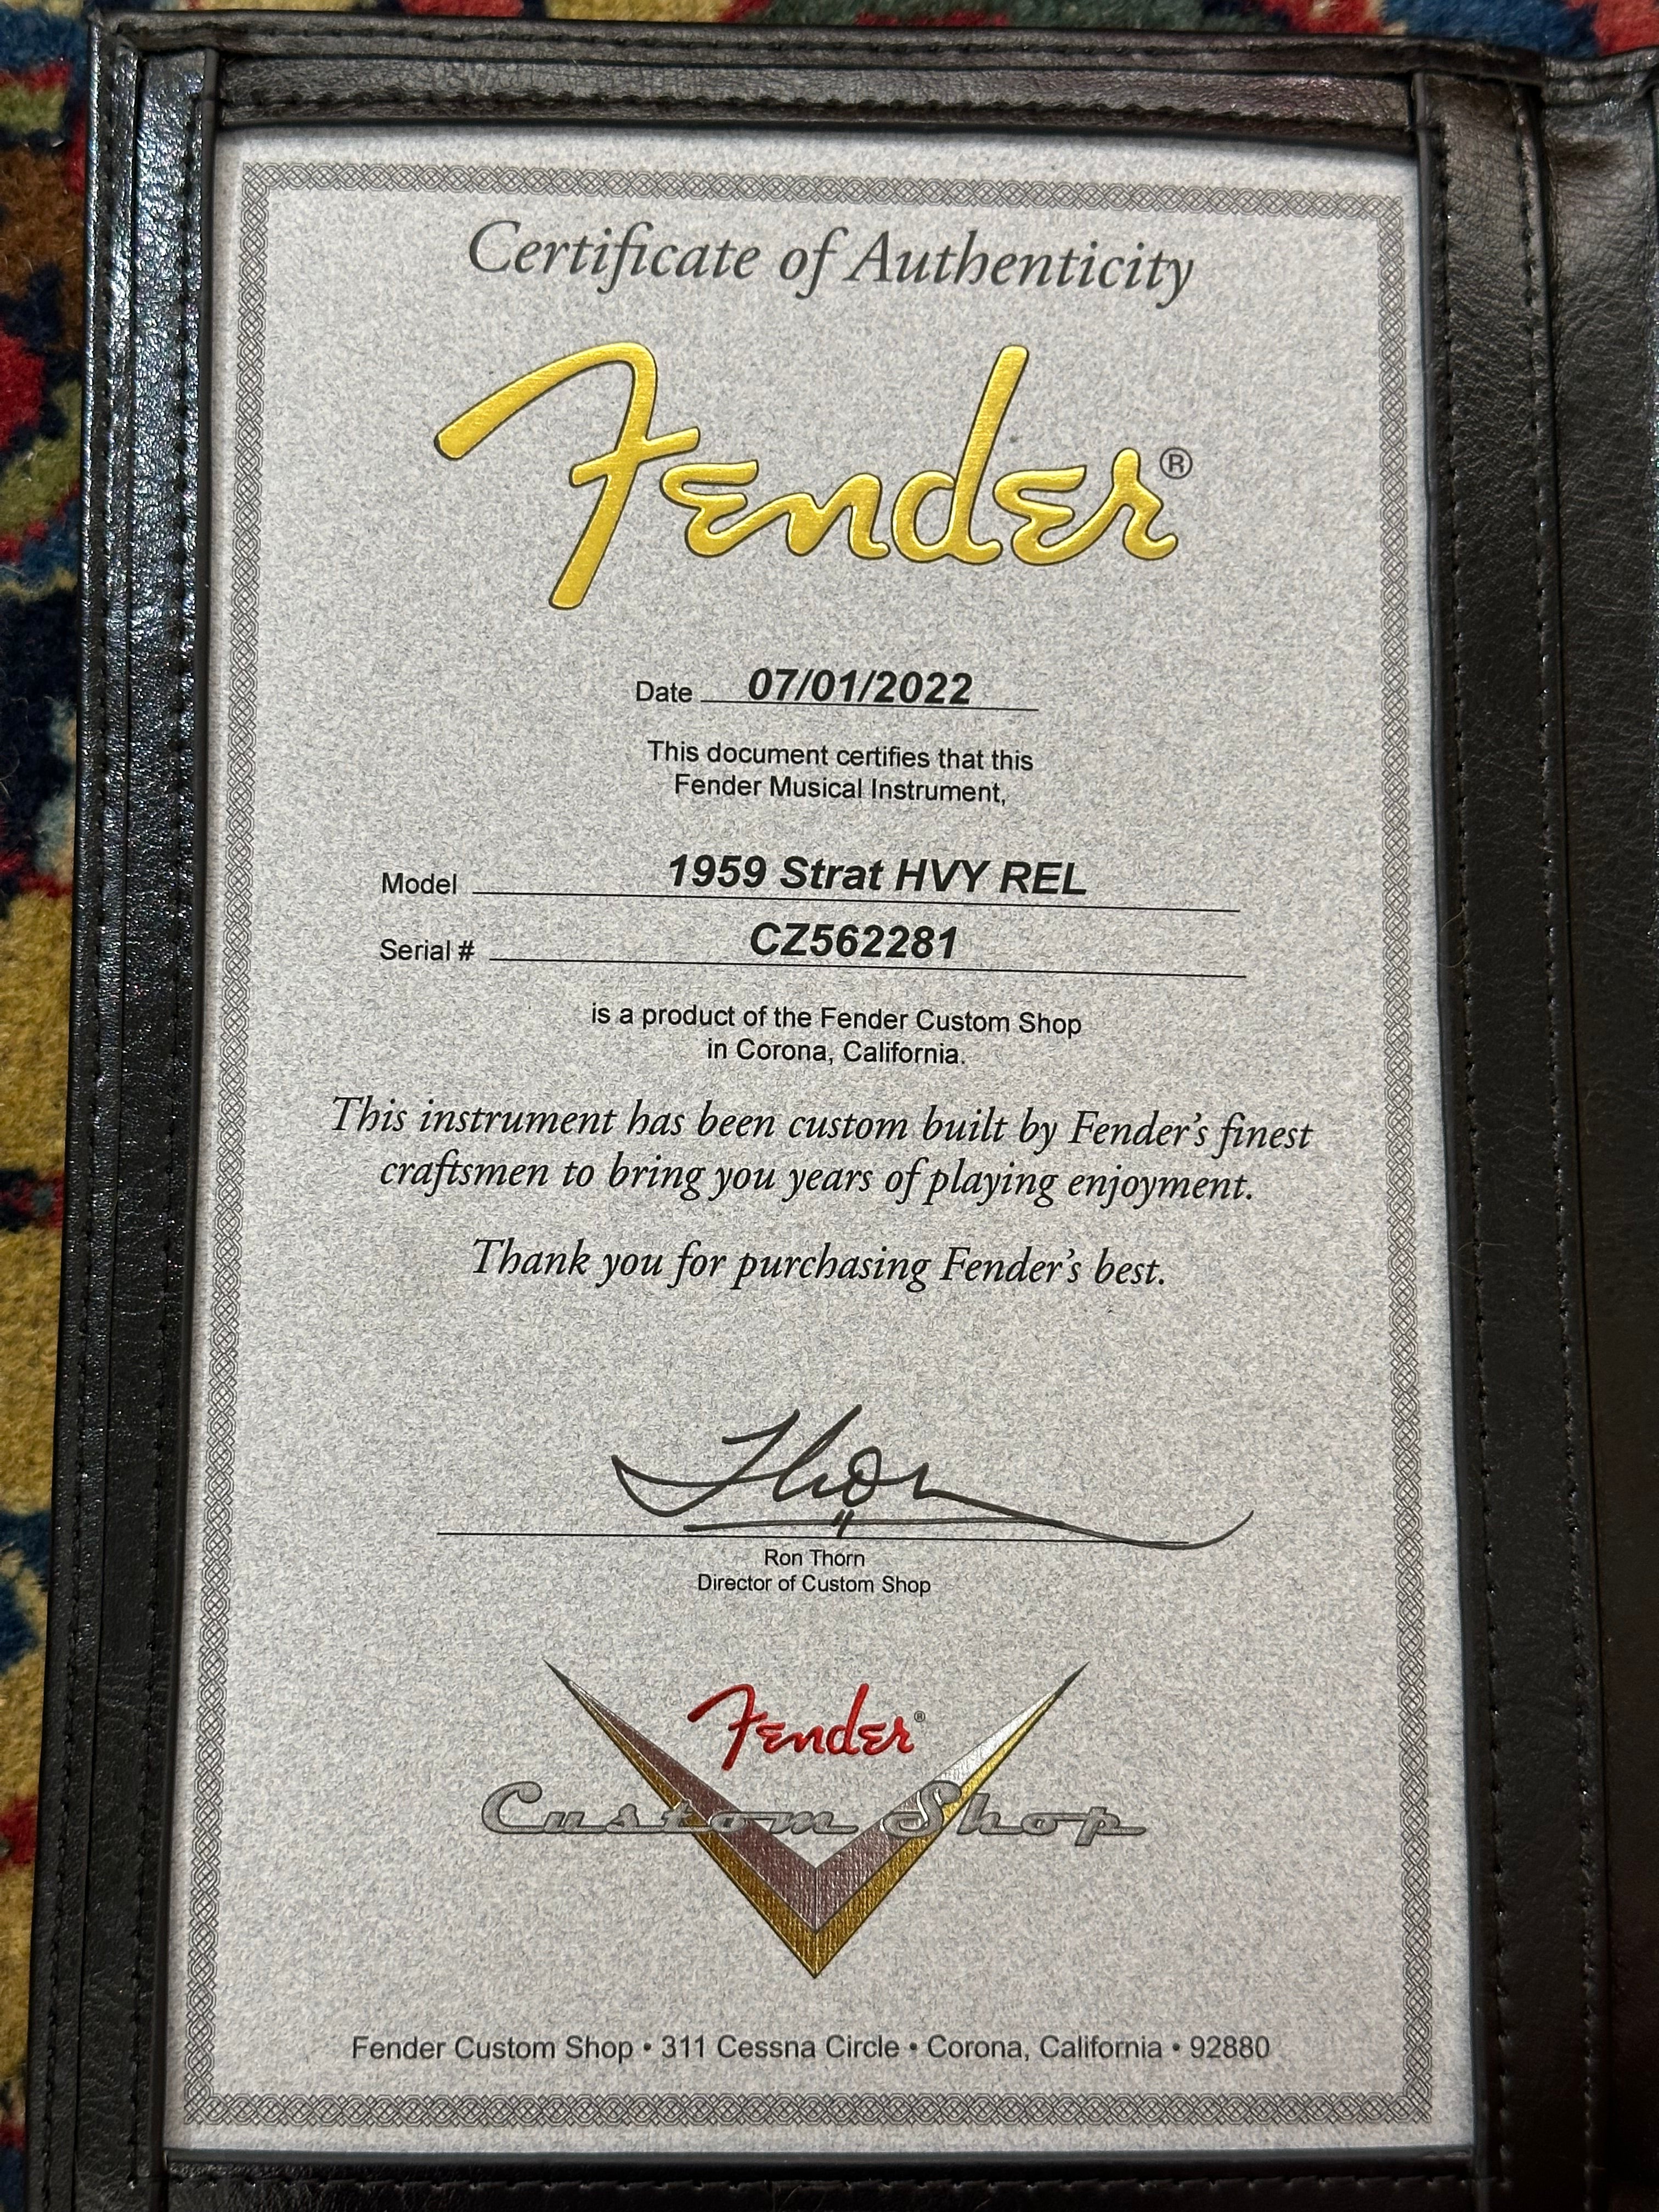 Certificate of Authenticity
Fender®
Date 07/01/2022
This document certifies that this
Fender Musical Instrument,
Model 1959 Strat HVY REL
Serial # CZ562281
is a product of the Fender Custom Shop
in Corona, California.
This instrument has been custom built by Fender's finest
craftsmen to bring you years of playing enjoyment.
Thank you for purchasing Fender's best.
Thorn
Ron Thorn
Director of Custom Shop
Fender®
Custom Shop
Fender Custom Shop • 311 Cessna Circle • Corona, California • 92880